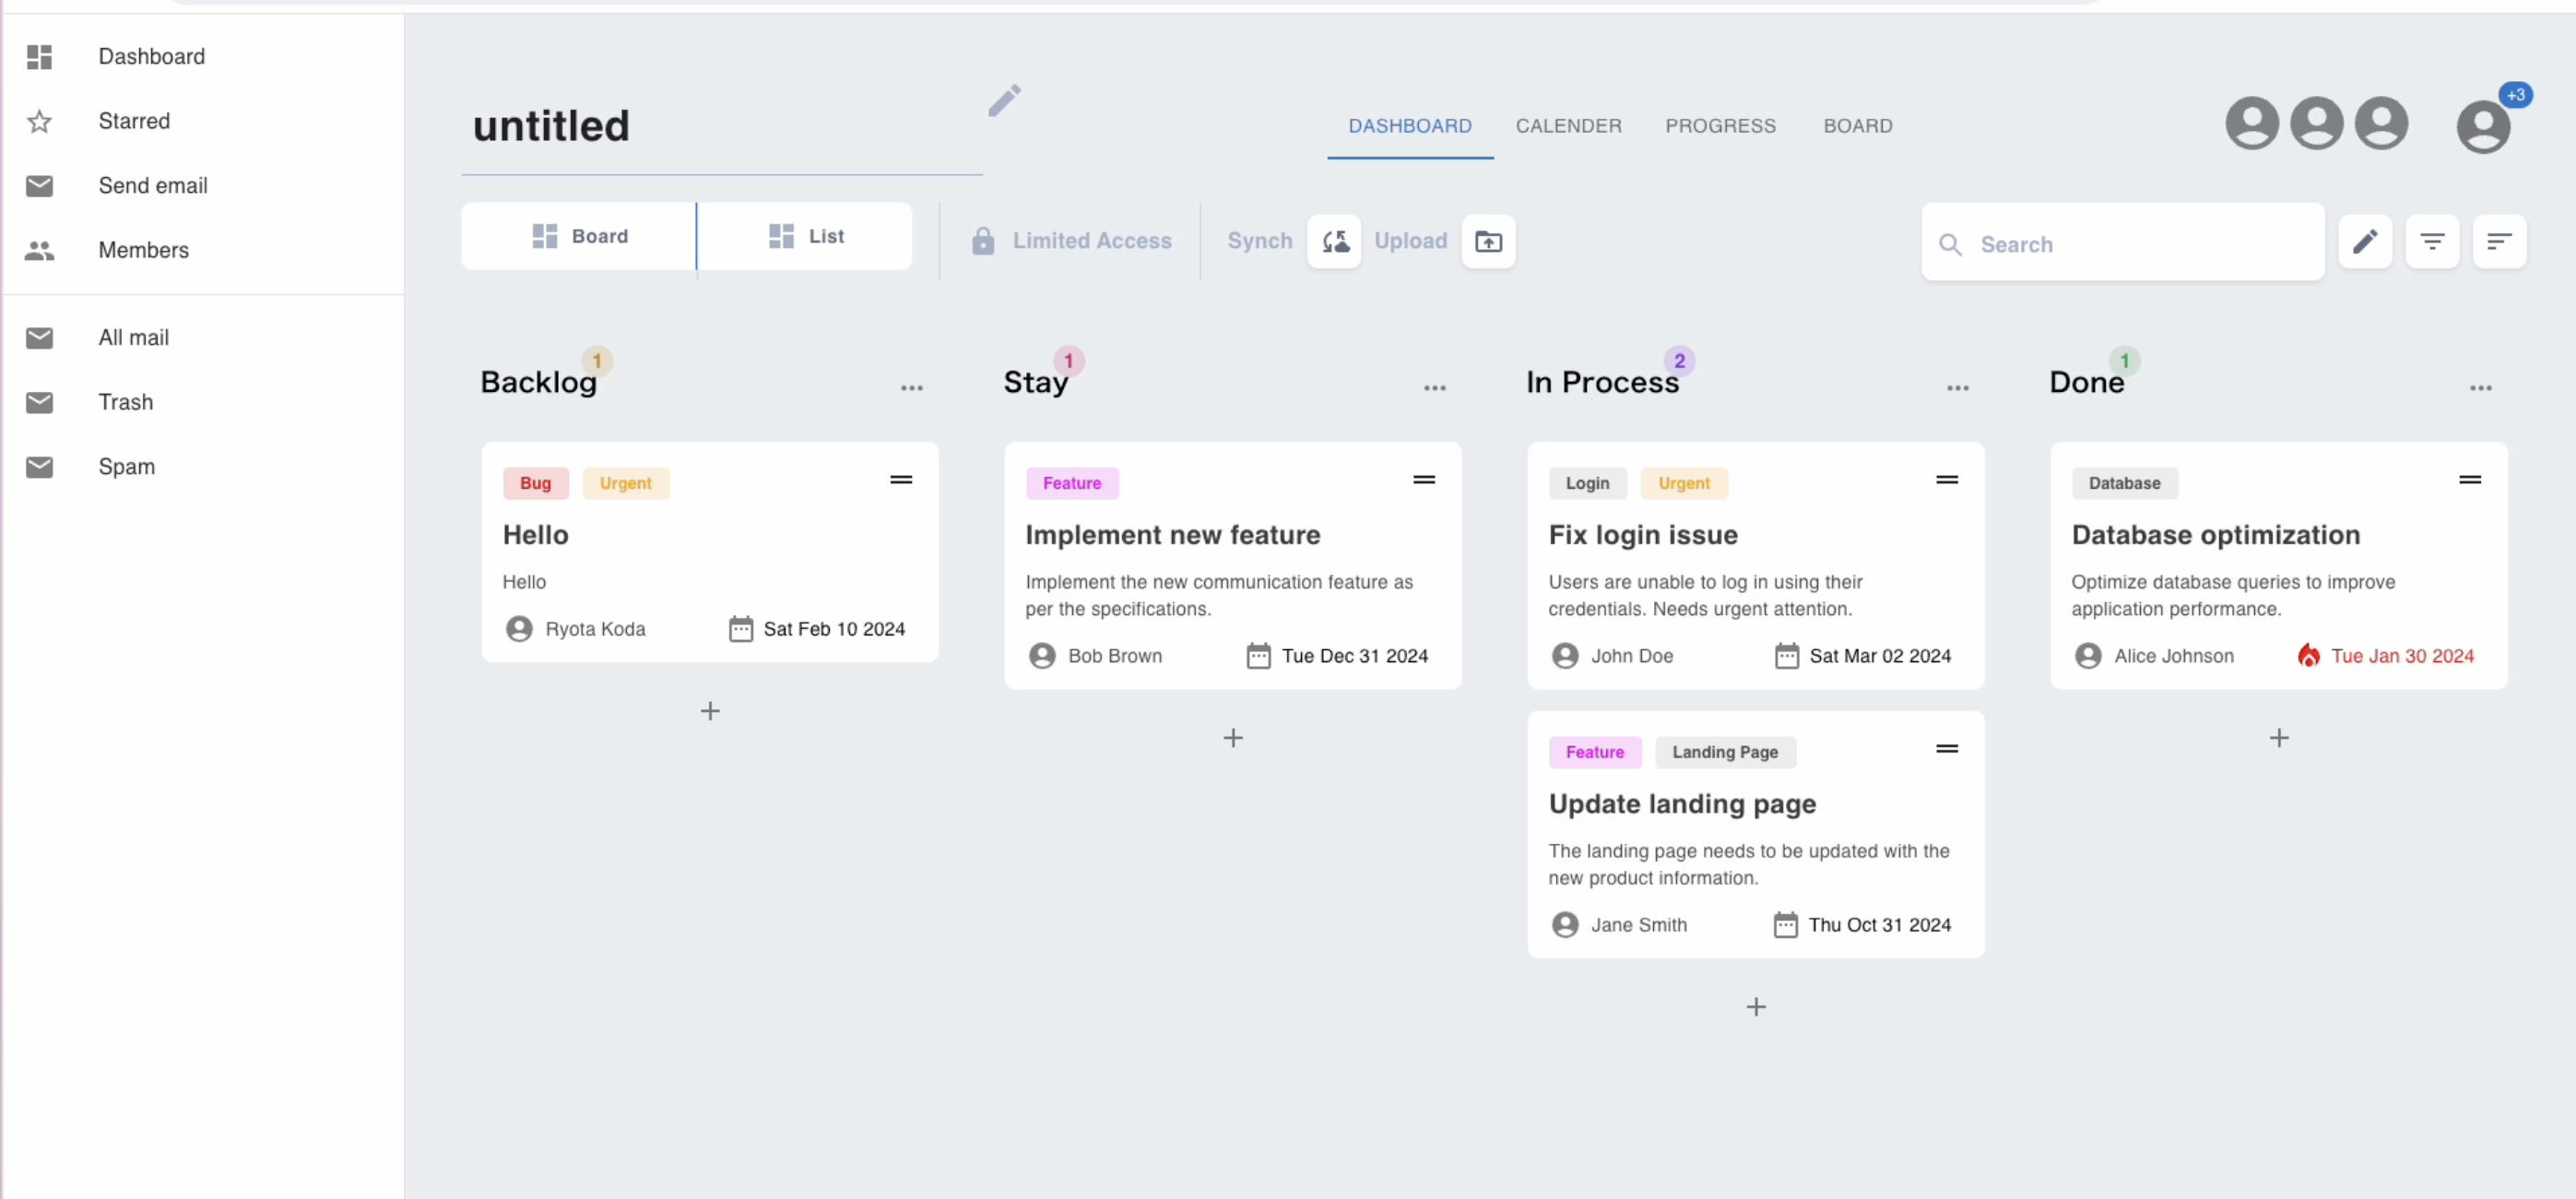 Dashboard
Starred
Send email
Members
All mail
Trash
Spam
untitled
DASHBOARD
CALENDER
PROGRESS
BOARD
+3
Board
List
Limited Access
Synch
Upload
Search
Backlog
1
Bug
Urgent
Hello
Hello
Ryota Koda
Sat Feb 10 2024
Stay
1
Feature
Implement new feature
Implement the new communication feature as
per the specifications.
Bob Brown
Tue Dec 31 2024
In Process
2
Login
Urgent
Fix login issue
Users are unable to log in using their
credentials. Needs urgent attention.
John Doe
Sat Mar 02 2024
Feature
Landing Page
Update landing page
The landing page needs to be updated with the
new product information.
Jane Smith
Thu Oct 31 2024
Done
1
Database
Database optimization
Optimize database queries to improve
application performance.
Alice Johnson
Tue Jan 30 2024